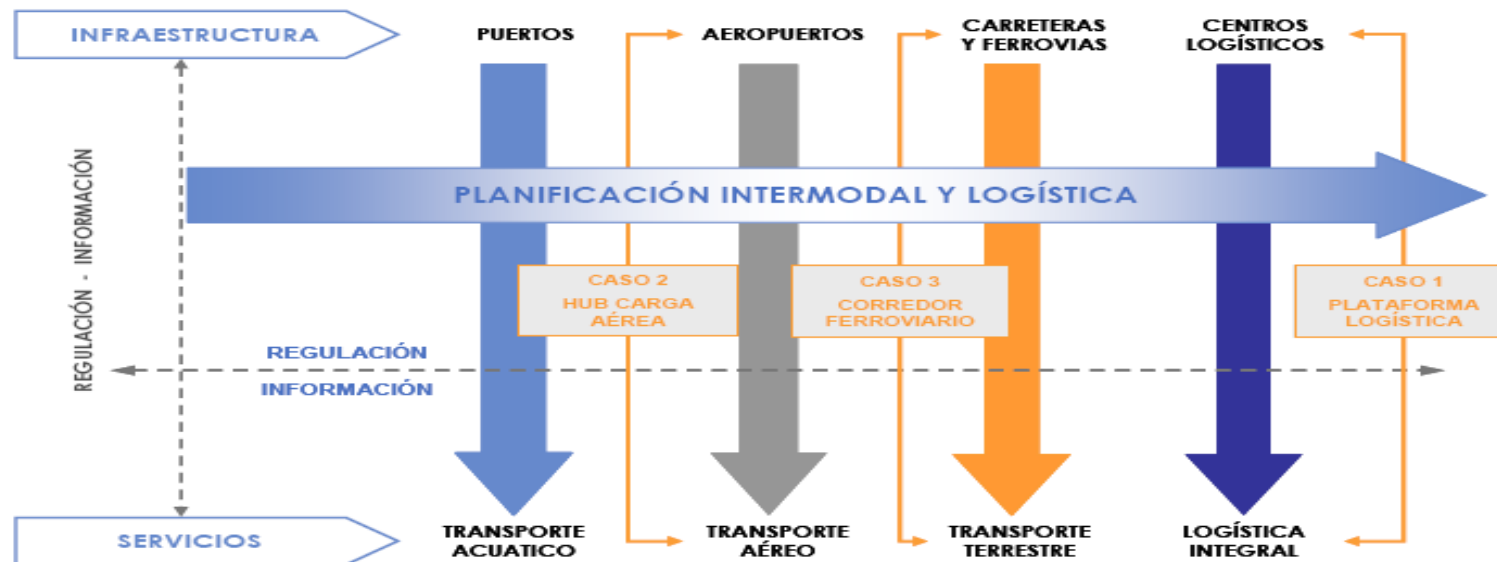 INFRAESTRUCTURA
PUERTOS
AEROPUERTOS
CARRETERAS
Y FERROVIAS
CENTROS
LOGÍSTICOS
REGULACIÓN - INFORMACIÓN
PLANIFICACIÓN INTERMODAL Y LOGÍSTICA
CASO 2
HUB CARGA
AÉREA
CASO 3
CORREDOR
FERROVIARIO
CASO 1
PLATAFORMA
LOGÍSTICA
REGULACIÓN
INFORMACIÓN
SERVICIOS
TRANSPORTE
ACUATICO
TRANSPORTE
AÉREO
TRANSPORTE
TERRESTRE
LOGÍSTICA
INTEGRAL